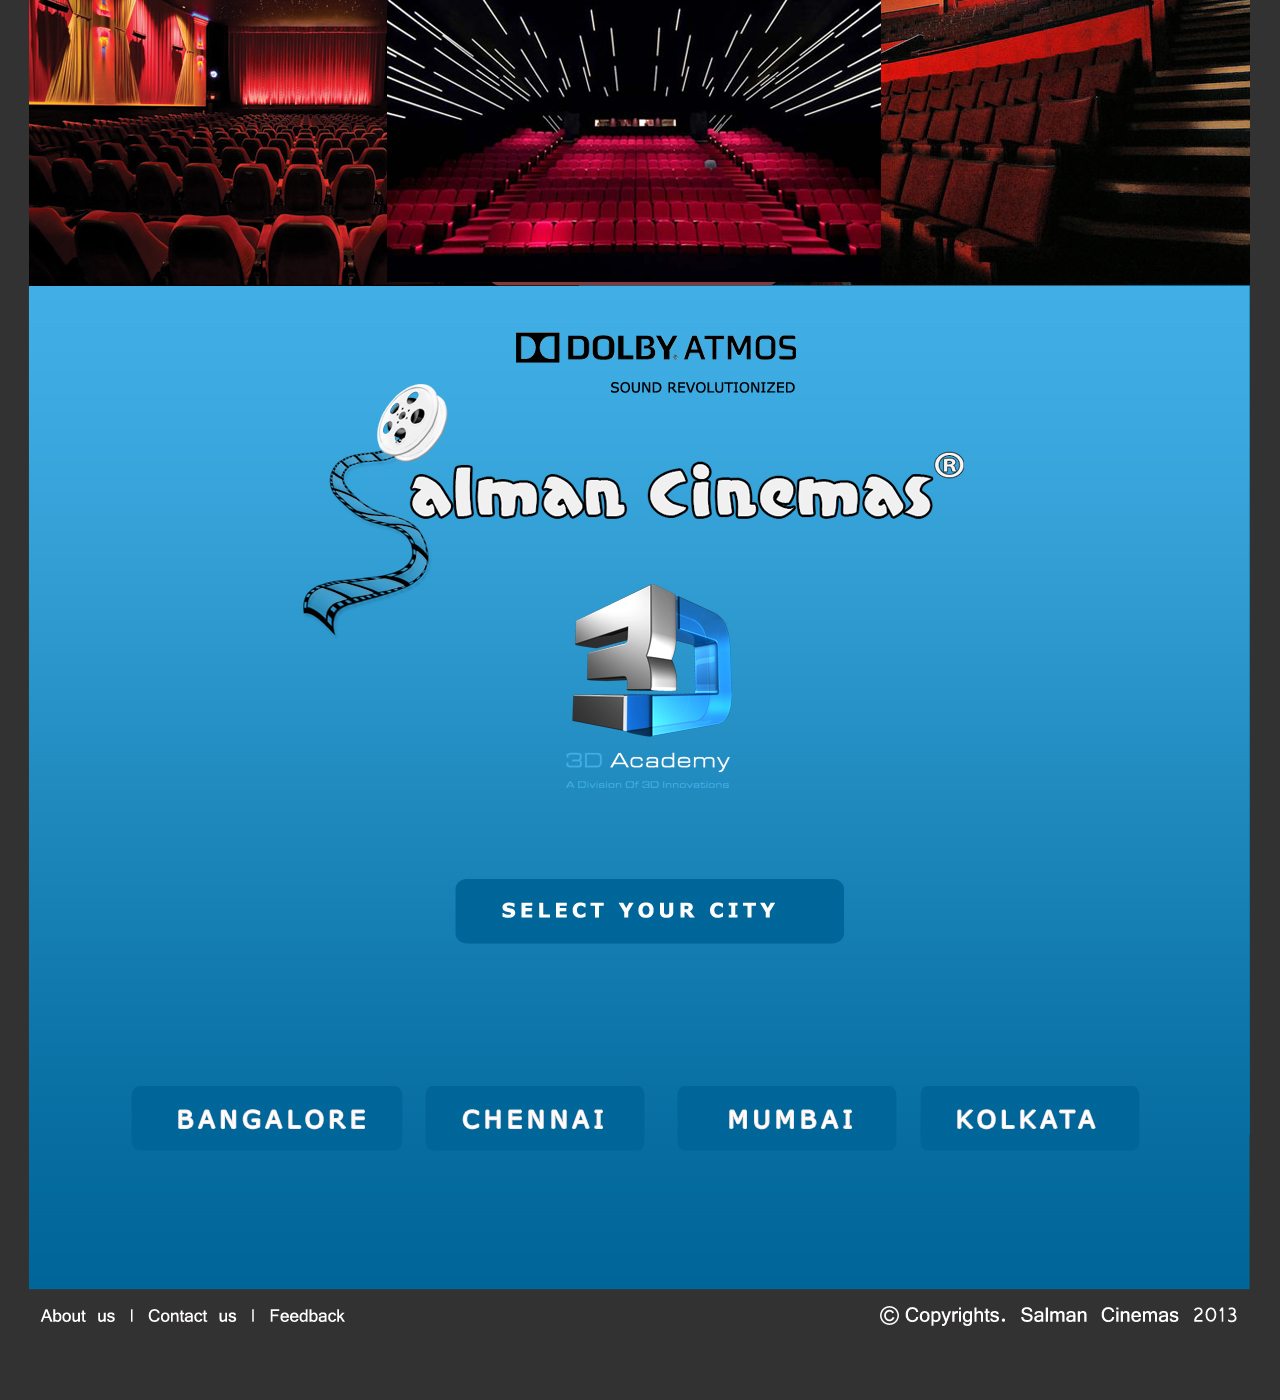 DOLBY ATMOS
SOUND REVOLUTIONIZED
Salman Cinemas®
3D
3D Academy
A Division Of 3D Innovations
SELECT YOUR CITY
BANGALORE CHENNAI MUMBAI KOLKATA
About us | Contact us | Feedback © Copyrights. Salman Cinemas 2013